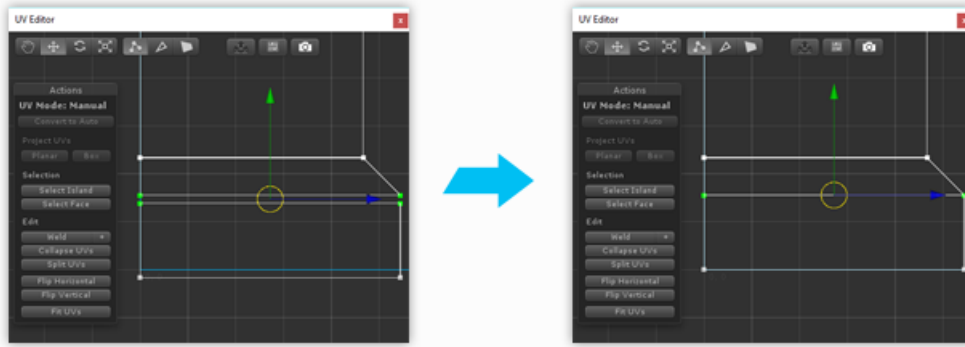 UV Editor
x
Actions
UV Mode: Manual
Convert to Auto
Project UVs
Planar Box
Selection
Select Island
Select Face
Edit
Weld +
Collapse UVs
Split UVs
Flip Horizontal
Flip Vertical
Fit UVs
UV Editor
x
Actions
UV Mode: Manual
Convert to Auto
Project UVs
Planar Box
Selection
Select Island
Select Face
Edit
Weld +
Collapse UVs
Split UVs
Flip Horizontal
Flip Vertical
Fit UVs